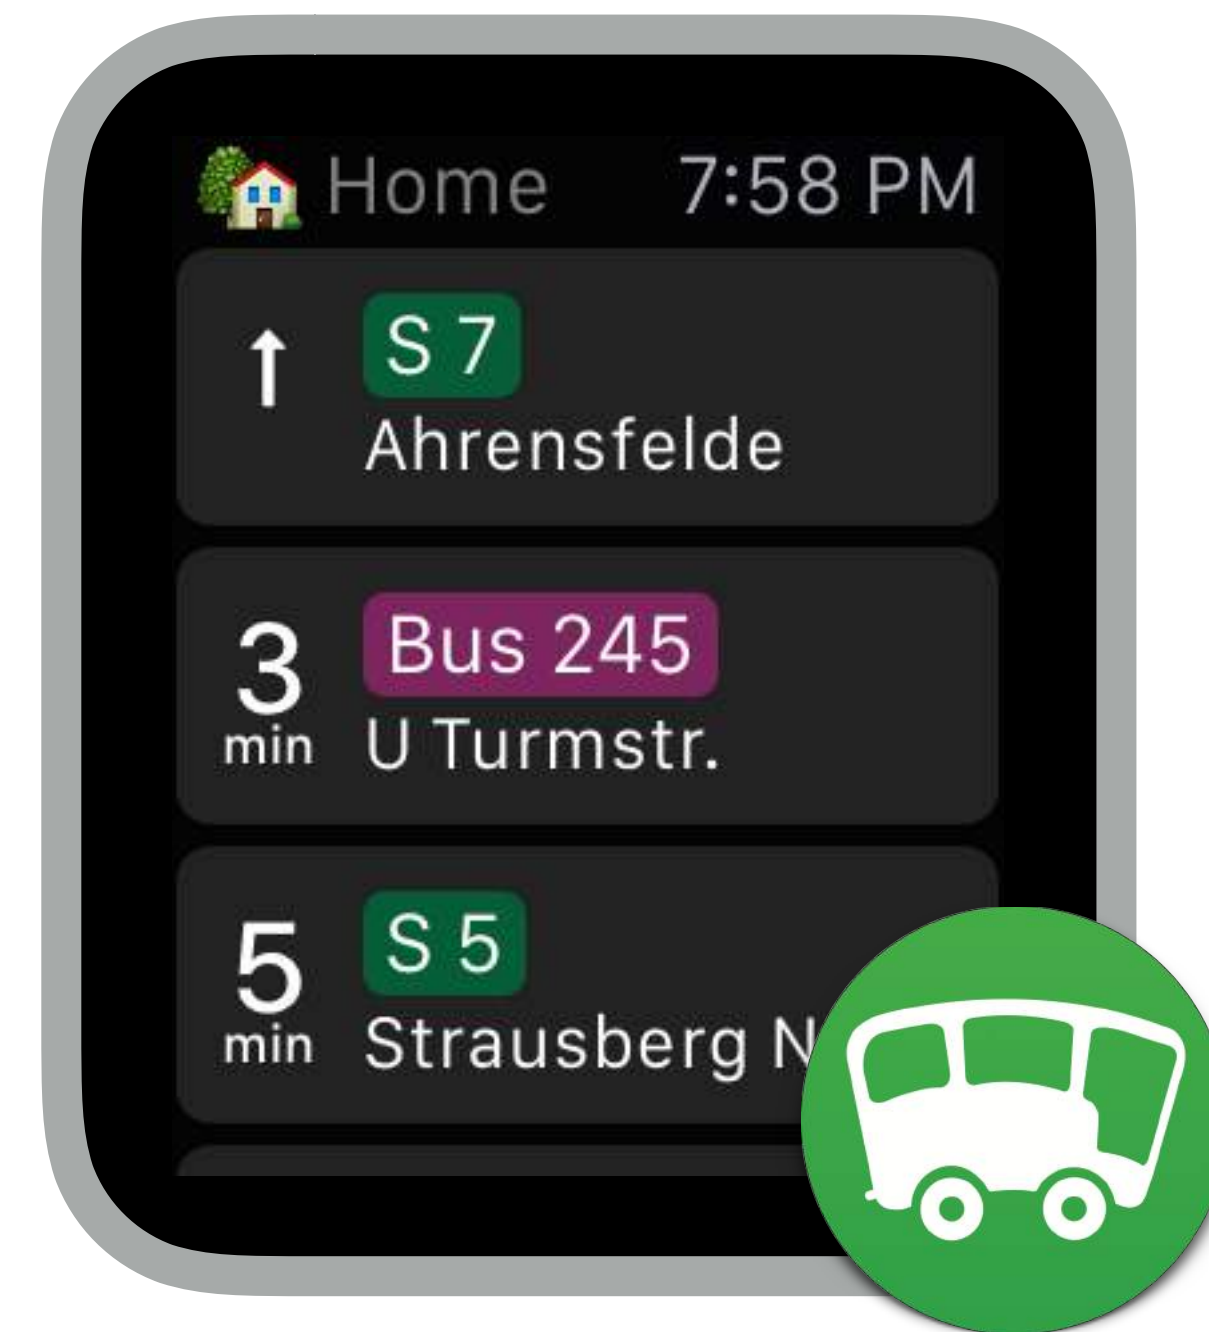 Home 7:58 PM
S 7
Ahrensfelde
3 min
Bus 245
U Turmstr.
5 min
S 5
Strausberg